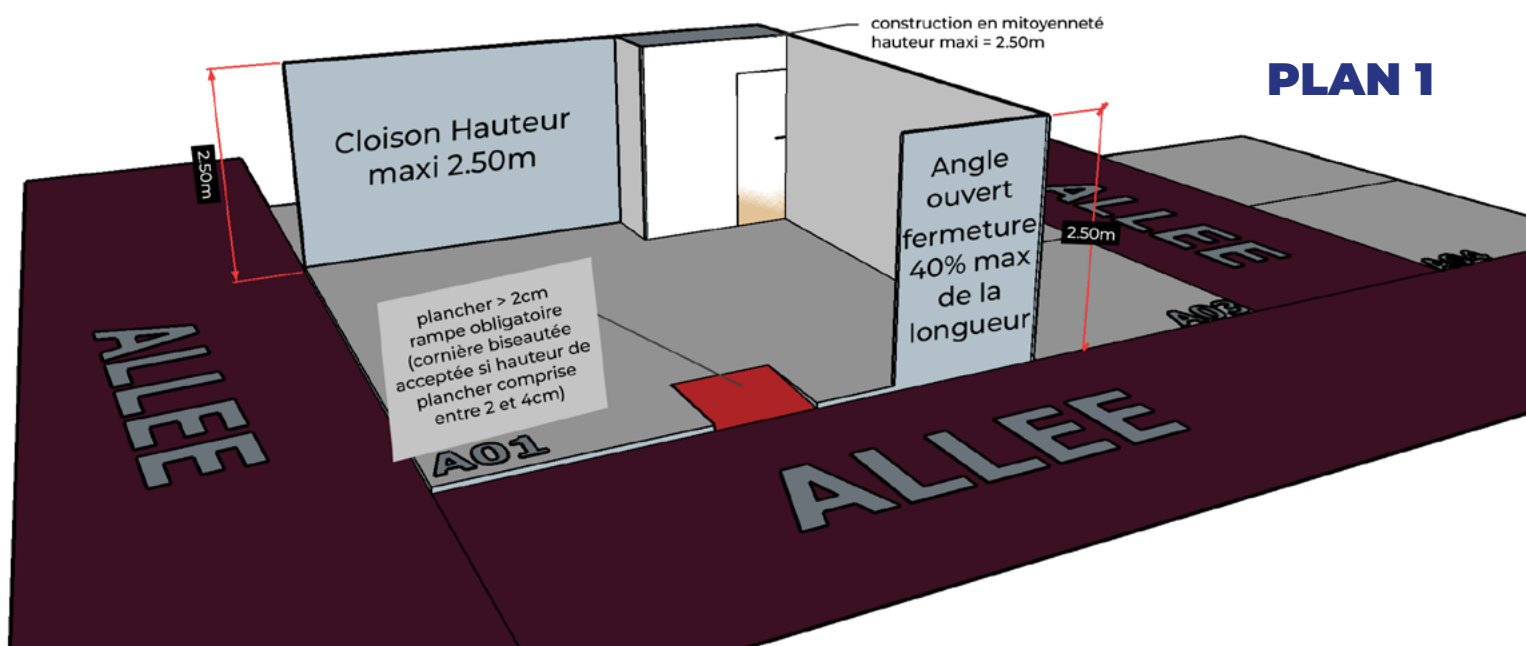 construction en mitoyenneté
hauteur maxi = 2.50m
PLAN 1
Cloison Hauteur
maxi 2.50m
2.50m
Angle
ouvert
fermeture
40% max
de la
longueur
2.50m
ALLEE
plancher > 2cm
rampe obligatoire
(cornière biseautée
acceptée si hauteur de
plancher comprise
entre 2 et 4cm)
A01
A03
ALLEE
ALLEE